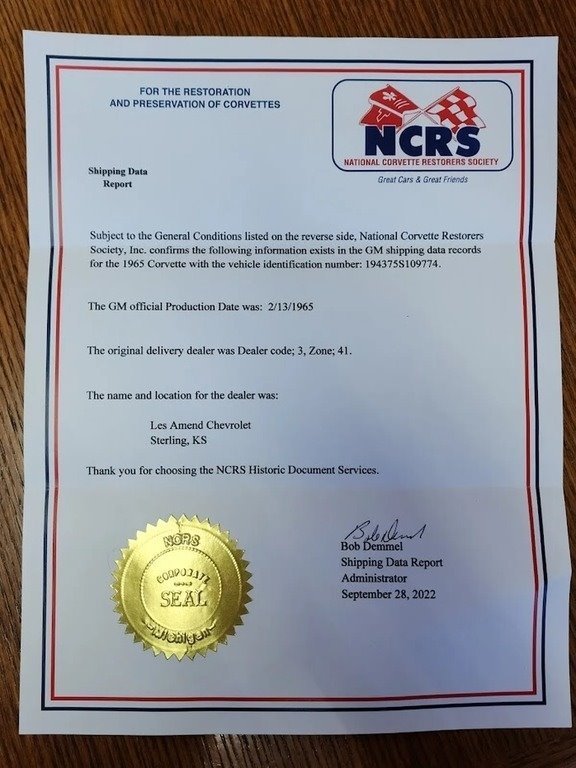 FOR THE RESTORATION
AND PRESERVATION OF CORVETTES
NCRS
NATIONAL CORVETTE RESTORERS SOCIETY
Great Cars & Great Friends
Shipping Data
Report
Subject to the General Conditions listed on the reverse side, National Corvette Restorers
Society, Inc. confirms the following information exists in the GM shipping data records
for the 1965 Corvette with the vehicle identification number: 194375S109774.
The GM official Production Date was: 2/13/1965
The original delivery dealer was Dealer code; 3, Zone; 41.
The name and location for the dealer was:
Les Amend Chevrolet
Sterling, KS
Thank you for choosing the NCRS Historic Document Services.
Bob Demmel
Bob Demmel
Shipping Data Report
Administrator
September 28, 2022
NCRS
CORPORATE
SEAL
Michigan